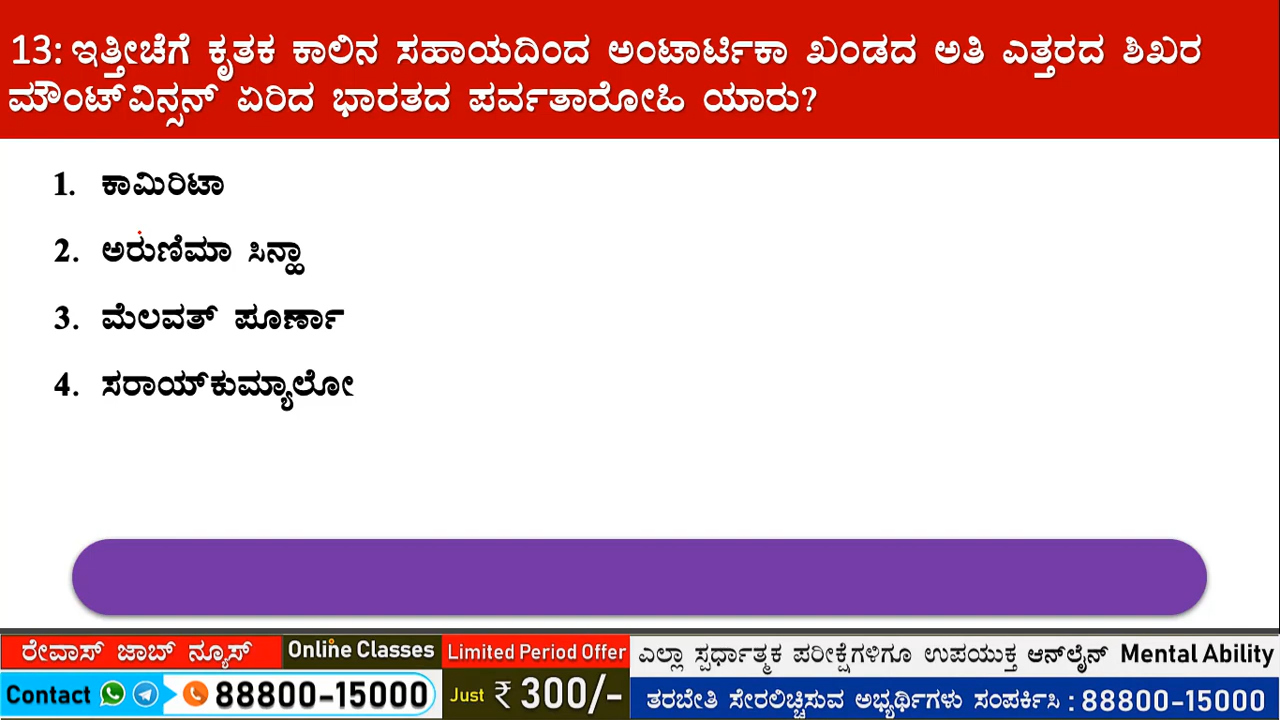 13: ಇತ್ತೀಚೆಗೆ ಕೃತಕ ಕಾಲಿನ ಸಹಾಯದಿಂದ ಅಂಟಾರ್ಟಿಕಾ ಖಂಡದ ಅತಿ ಎತ್ತರದ ಶಿಖರ
ಮೌಂಟ್‌ವಿನ್ಸನ್ ಏರಿದ ಭಾರತದ ಪರ್ವತಾರೋಹಿ ಯಾರು?
1. ಕಾಮಿರಿಟಾ
2. ಅರುಣಿಮಾ ಸಿನ್ಹಾ
3. ಮೆಲವತ್ ಪೂರ್ಣಾ
4. ಸರಾಯ್‌ಕುಮ್ಯಾಲೋ
ರೇವಾಸ್ ಜಾಬ್ ನ್ಯೂಸ್ Online Classes Limited Period Offer ಎಲ್ಲಾ ಸ್ಪರ್ಧಾತ್ಮಕ ಪರೀಕ್ಷೆಗಳಿಗೂ ಉಪಯುಕ್ತ ಆನ್‌ಲೈನ್ Mental Ability
Contact 88800-15000 Just ₹ 300/- ತರಬೇತಿ ಸೇರಲಿಚ್ಚಿಸುವ ಅಭ್ಯರ್ಥಿಗಳು ಸಂಪರ್ಕಿಸಿ : 88800-15000